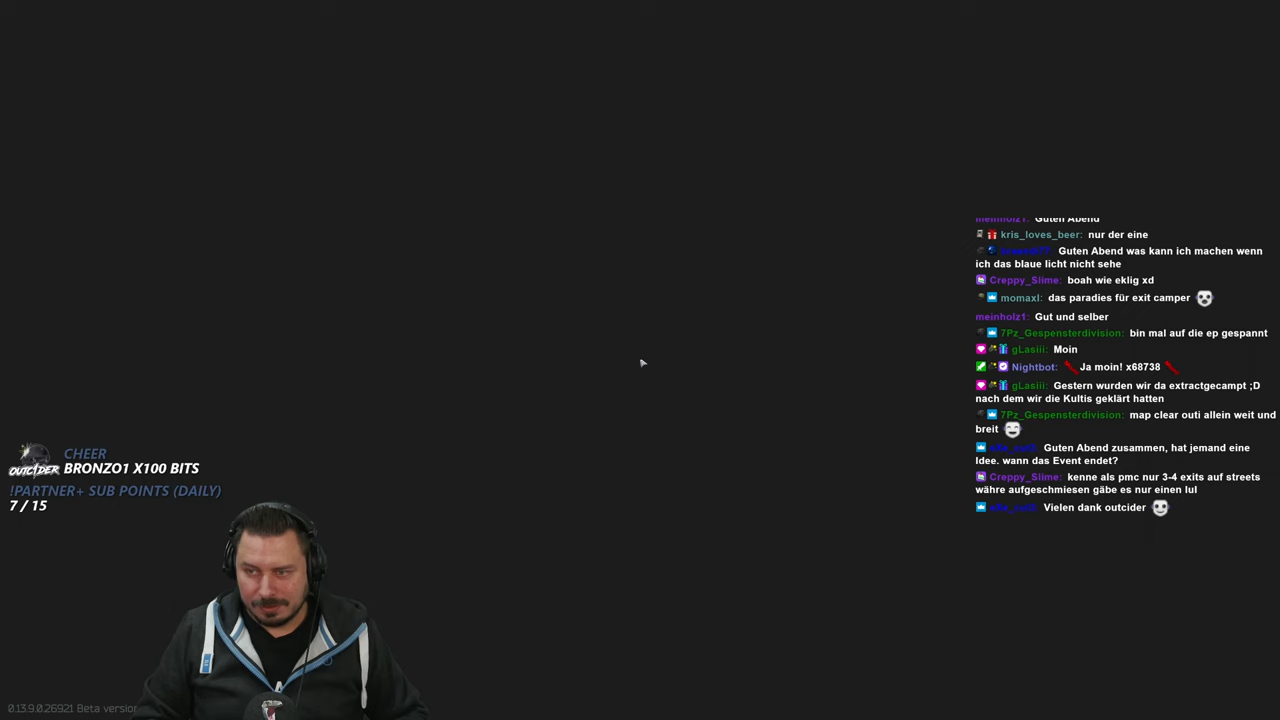 meinholz1: Guten Abend
kris_loves_beer: nur der eine
Guten Abend was kann ich machen wenn
ich das blaue licht nicht sehe
Creppy_Slime: boah wie eklig xd
momaxl: das paradies für exit camper
meinholz1: Gut und selber
7Pz_Gespensterdivision: bin mal auf die ep gespannt
gLasiii: Moin
Nightbot: Ja moin! x68738
gLasiii: Gestern wurden wir da extractgecampt ;D
nach dem wir die Kultis geklärt hatten
7Pz_Gespensterdivision: map clear outi allein weit und
breit
Guten Abend zusammen, hat jemand eine
Idee. wann das Event endet?
Creppy_Slime: kenne als pmc nur 3-4 exits auf streets
währe aufgeschmiesen gäbe es nur einen lul
Vielen dank outcider
CHEER
OUTCIDER
BRONZO1 X100 BITS
!PARTNER+ SUB POINTS (DAILY)
7 / 15
0.13.9.0.26921 Beta version